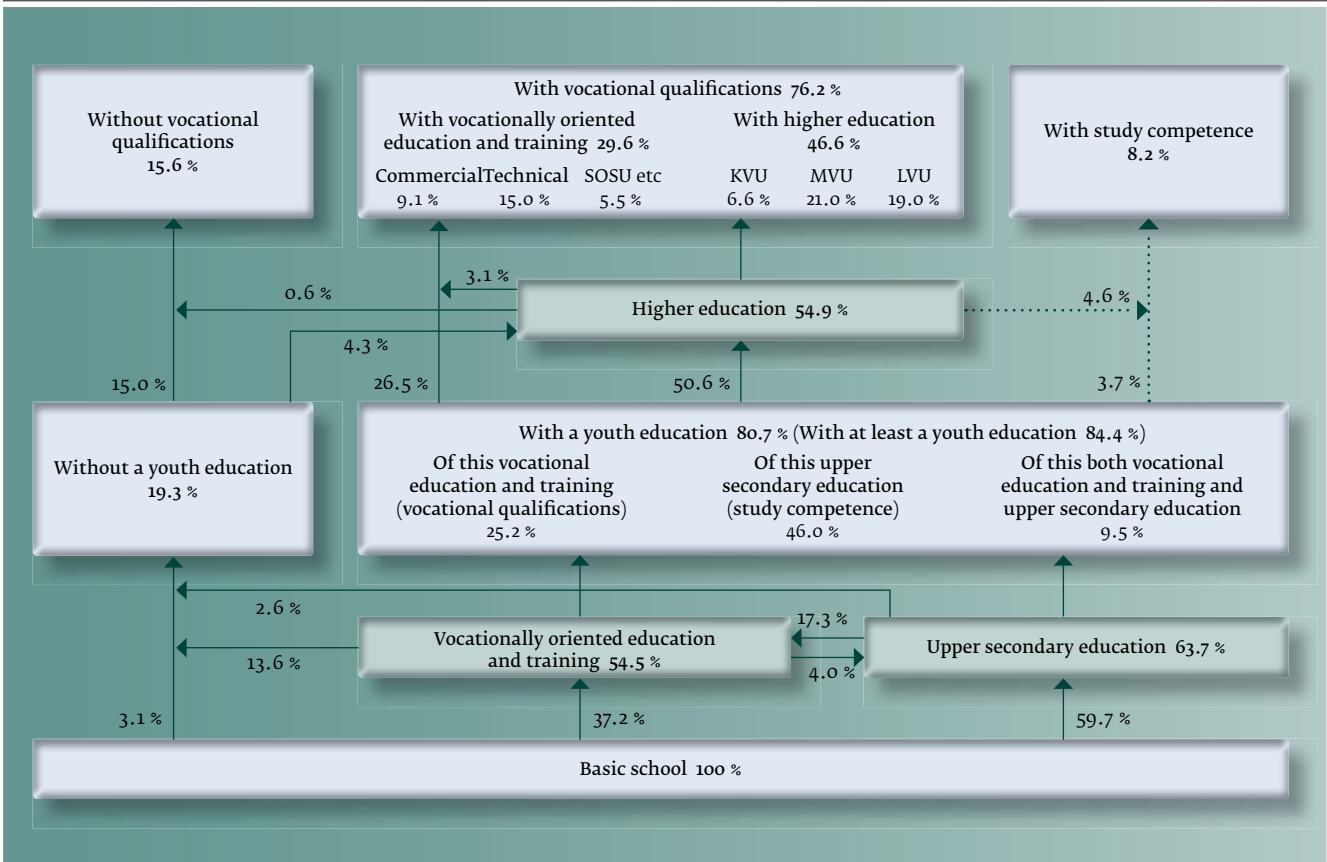 Without vocational
qualifications
15.6 %
With vocational qualifications 76.2 %
With vocationally oriented
education and training 29.6 %
With higher education
46.6 %
Commercial Technical SOSU etc
9.1 % 15.0 % 5.5 %
KVU MVU LVU
6.6 % 21.0 % 19.0 %
With study competence
8.2 %
3.1 %
0.6 %
Higher education 54.9 %
4.6 %
4.3 %
15.0 %
26.5 %
50.6 %
3.7 %
Without a youth education
19.3 %
With a youth education 80.7 % (With at least a youth education 84.4 %)
Of this vocational
education and training
(vocational qualifications)
25.2 %
Of this upper
secondary education
(study competence)
46.0 %
Of this both vocational
education and training and
upper secondary education
9.5 %
2.6 %
17.3 %
Vocationally oriented education
and training 54.5 %
Upper secondary education 63.7 %
13.6 %
4.0 %
3.1 %
37.2 %
59.7 %
Basic school 100 %